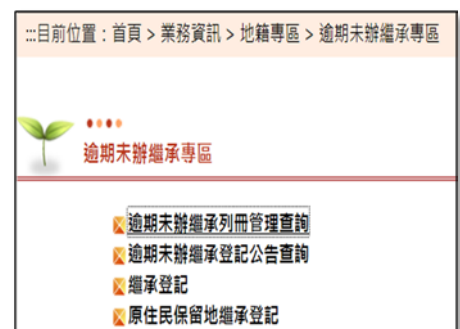 :::目前位置：首頁 > 業務資訊 > 地籍專區 > 逾期未辦繼承專區
逾期未辦繼承專區
逾期未辦繼承列冊管理查詢
逾期未辦繼承登記公告查詢
繼承登記
原住民保留地繼承登記